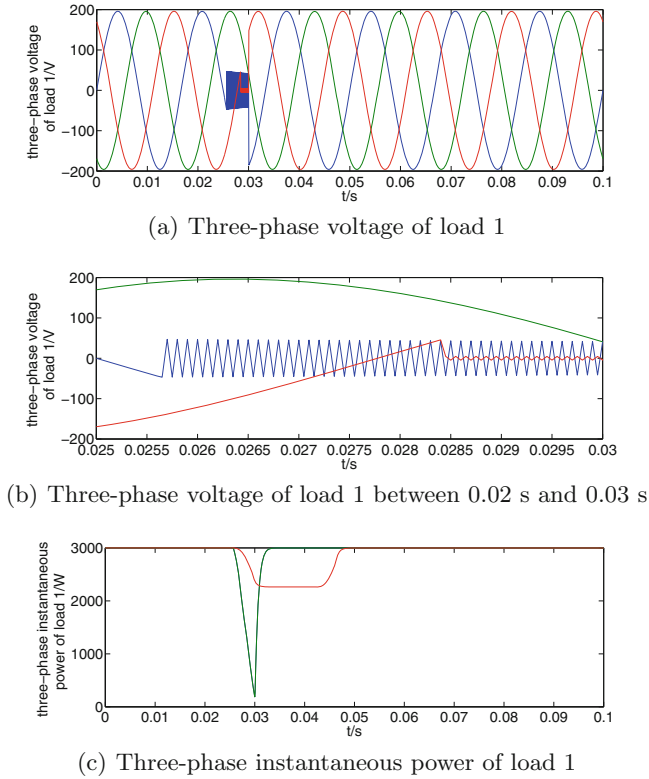 three-phase voltage
of load 1/V
200
100
0
-100
-200
0 0.01 0.02 0.03 0.04 0.05 0.06 0.07 0.08 0.09 0.1
t/s
(a) Three-phase voltage of load 1
three-phase voltage
of load 1/V
200
100
0
-100
-200
0.025 0.0255 0.026 0.0265 0.027 0.0275 0.028 0.0285 0.029 0.0295 0.03
t/s
(b) Three-phase voltage of load 1 between 0.02 s and 0.03 s
three-phase instantaneous
power of load 1/W
3000
2000
1000
0
0 0.01 0.02 0.03 0.04 0.05 0.06 0.07 0.08 0.09 0.1
t/s
(c) Three-phase instantaneous power of load 1